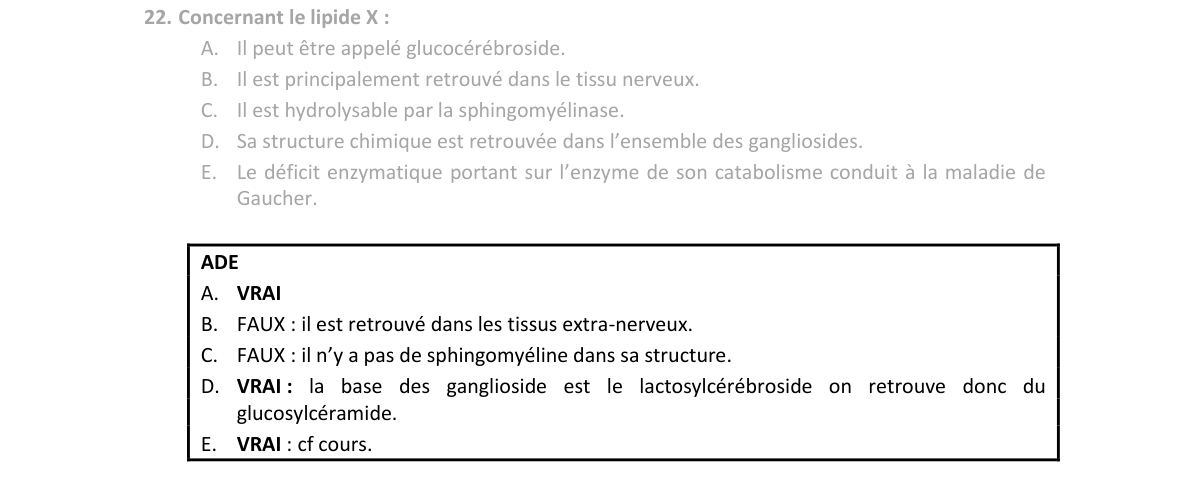 22. Concernant le lipide X :
A. Il peut être appelé glucocérébroside.
B. Il est principalement retrouvé dans le tissu nerveux.
C. Il est hydrolysable par la sphingomyélinase.
D. Sa structure chimique est retrouvée dans l’ensemble des gangliosides.
E. Le déficit enzymatique portant sur l’enzyme de son catabolisme conduit à la maladie de
Gaucher.
ADE
A. VRAI
B. FAUX : il est retrouvé dans les tissus extra-nerveux.
C. FAUX : il n’y a pas de sphingomyéline dans sa structure.
D. VRAI : la base des ganglioside est le lactosylcérébroside on retrouve donc du
glucosylcéramide.
E. VRAI : cf cours.